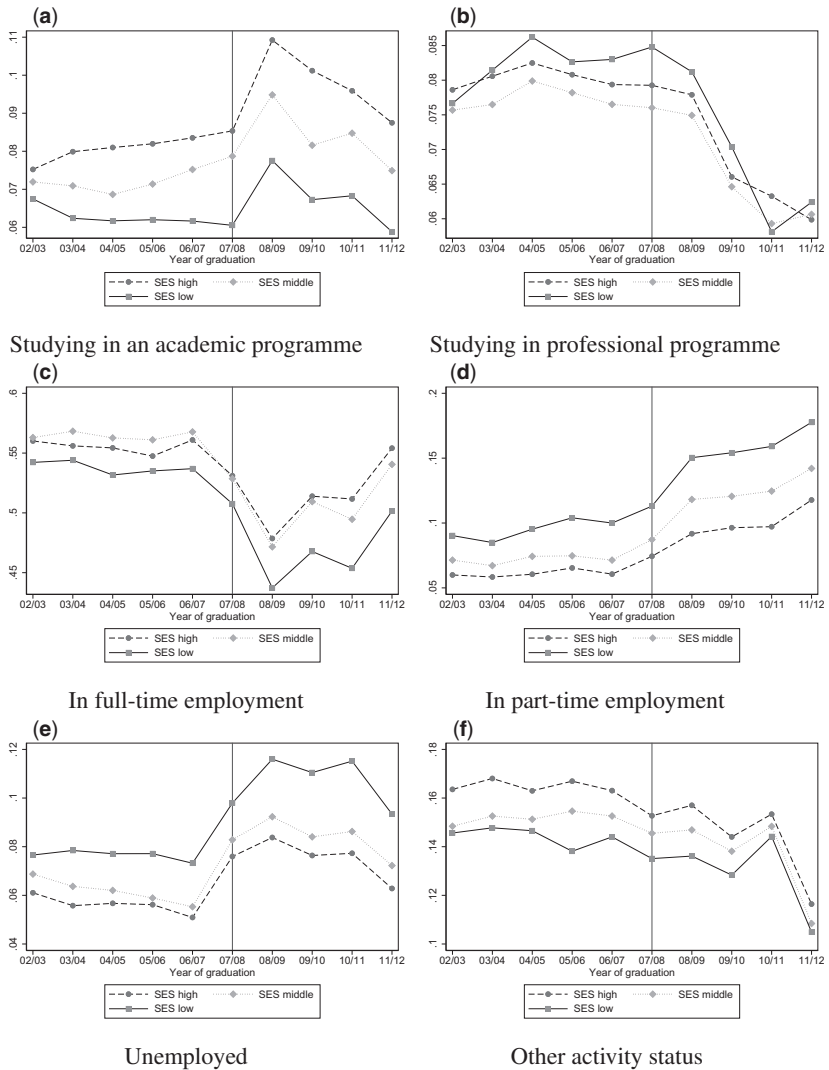 (a)
.11
.1
.09
.08
.07
.06
02/03 03/04 04/05 05/06 06/07 07/08 08/09 09/10 10/11 11/12
Year of graduation
SES high SES middle
SES low
Studying in an academic programme
(b)
.085
.08
.075
.07
.065
.06
02/03 03/04 04/05 05/06 06/07 07/08 08/09 09/10 10/11 11/12
Year of graduation
SES high SES middle
SES low
Studying in professional programme
(c)
.6
.55
.5
.45
02/03 03/04 04/05 05/06 06/07 07/08 08/09 09/10 10/11 11/12
SES high SES middle
SES low
In full-time employment
(d)
.2
.15
.1
.05
02/03 03/04 04/05 05/06 06/07 07/08 08/09 09/10 10/11 11/12
SES high SES middle
SES low
In part-time employment
(e)
.12
.1
.08
.06
.04
02/03 03/04 04/05 05/06 06/07 07/08 08/09 09/10 10/11 11/12
Year of graduation
SES high SES middle
SES low
Unemployed
(f)
.18
.16
.14
.12
.1
02/03 03/04 04/05 05/06 06/07 07/08 08/09 09/10 10/11 11/12
Year of graduation
SES high SES middle
SES low
Other activity status